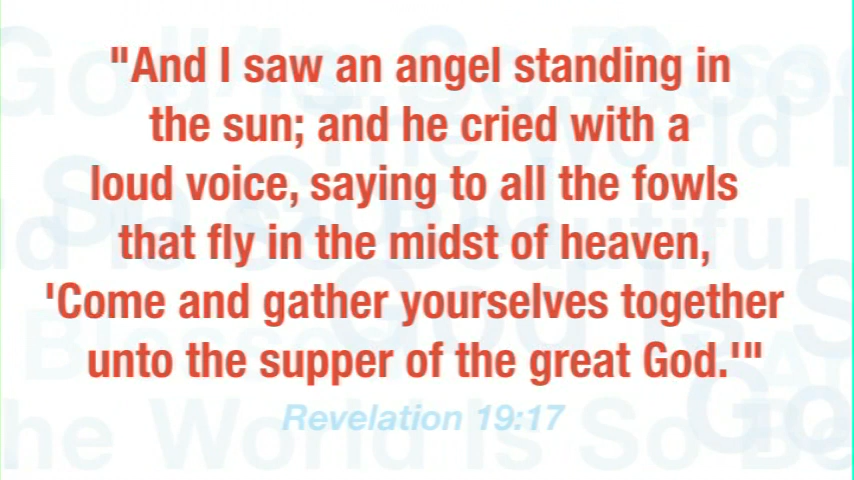 "And I saw an angel standing in
the sun; and he cried with a
loud voice, saying to all the fowls
that fly in the midst of heaven,
'Come and gather yourselves together
unto the supper of the great God.'"
Revelation 19:17